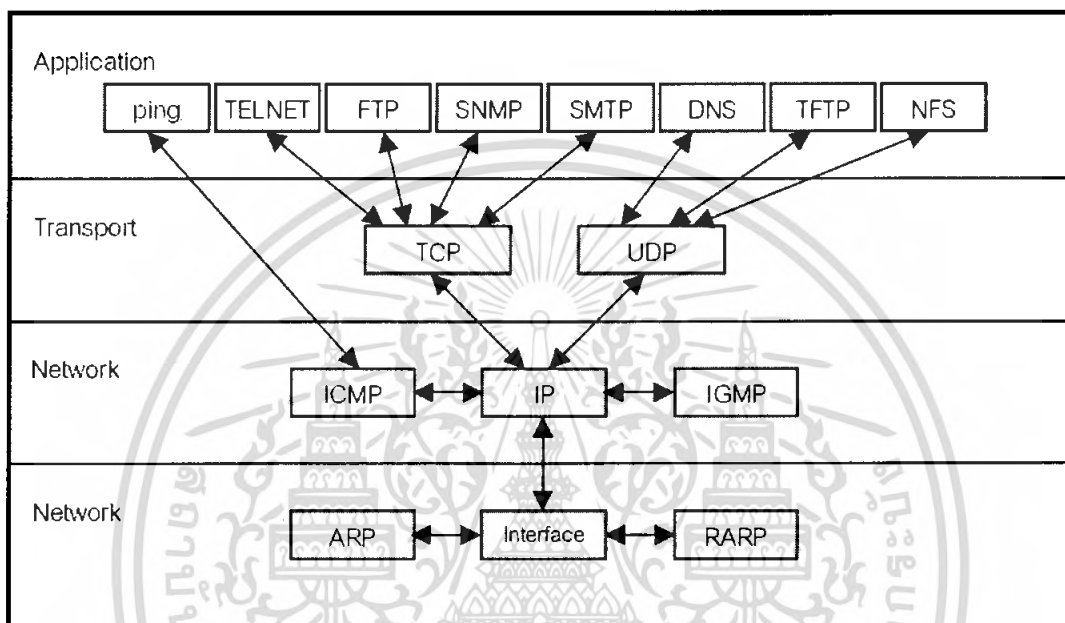 Application
ping TELNET FTP SNMP SMTP DNS TFTP NFS
Transport
TCP UDP
Network
ICMP IP IGMP
Network
ARP Interface RARP